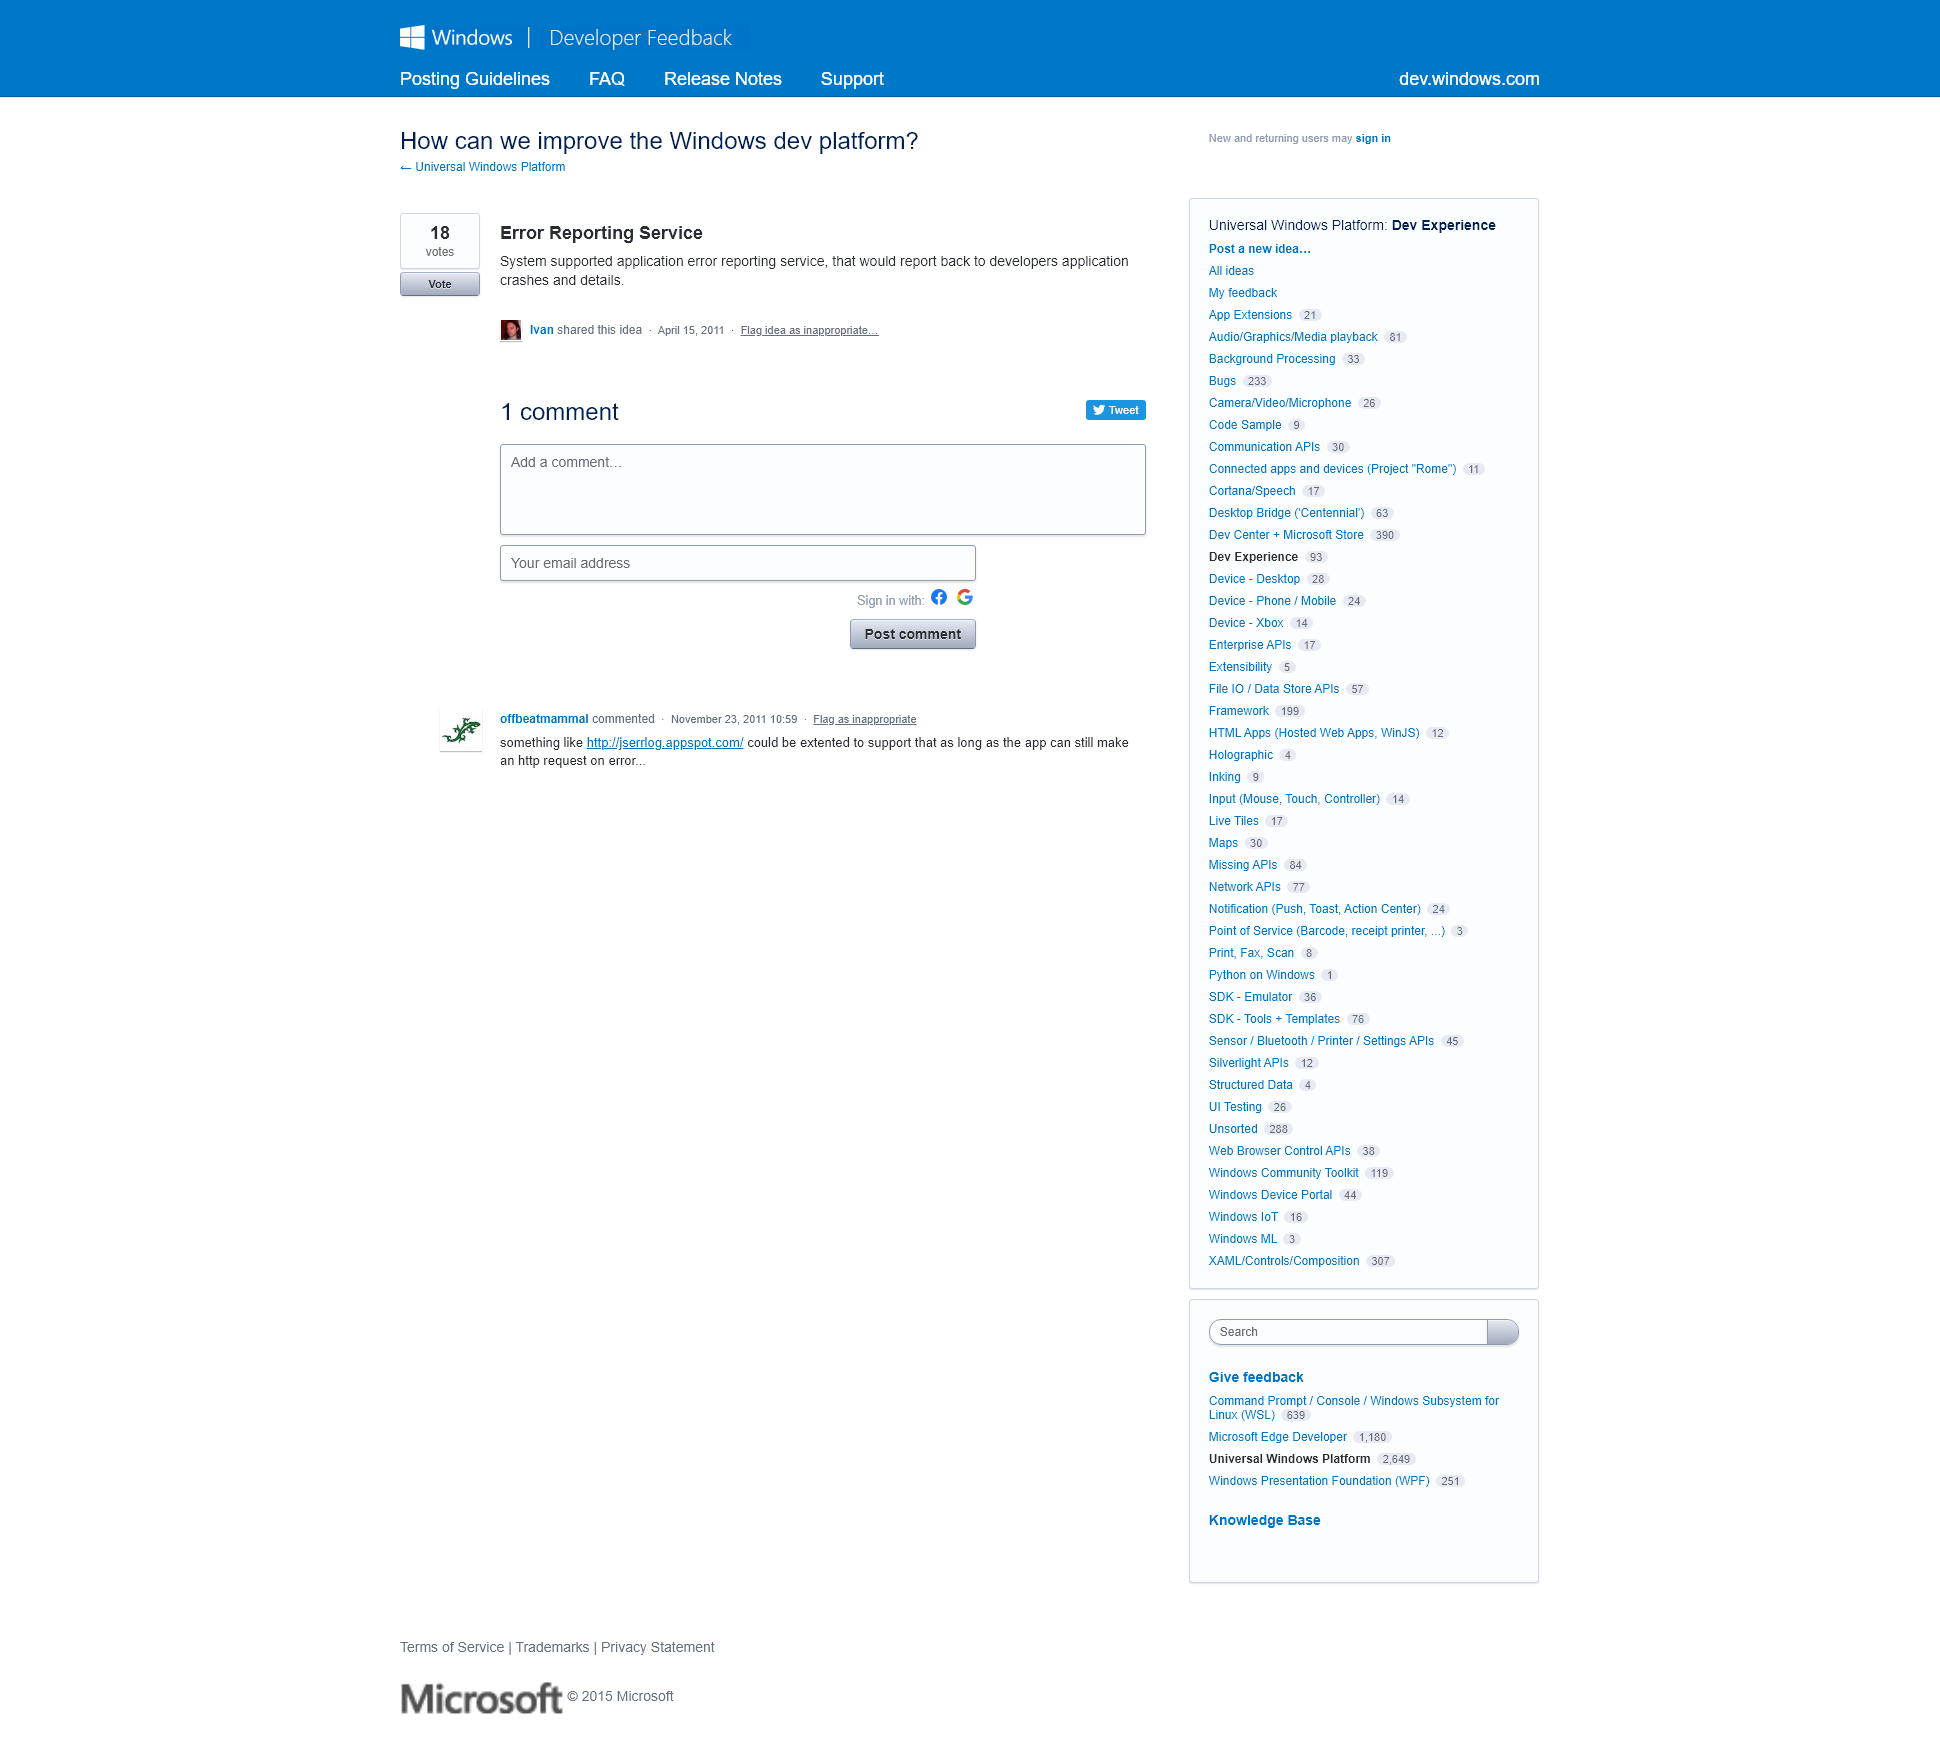 Windows | Developer Feedback
Posting Guidelines FAQ Release Notes Support dev.windows.com
How can we improve the Windows dev platform?
← Universal Windows Platform
New and returning users may sign in
18
votes
Vote
Error Reporting Service
System supported application error reporting service, that would report back to developers application
crashes and details.
Ivan shared this idea · April 15, 2011 · Flag idea as inappropriate…
1 comment
Tweet
Add a comment…
Your email address
Sign in with:
Post comment
offbeatmammal commented · November 23, 2011 10:59 · Flag as inappropriate
something like http://jserrlog.appspot.com/ could be extented to support that as long as the app can still make
an http request on error...
Universal Windows Platform: Dev Experience
Post a new idea…
All ideas
My feedback
App Extensions 21
Audio/Graphics/Media playback 81
Background Processing 33
Bugs 233
Camera/Video/Microphone 26
Code Sample 9
Communication APIs 30
Connected apps and devices (Project "Rome") 11
Cortana/Speech 17
Desktop Bridge ('Centennial') 63
Dev Center + Microsoft Store 390
Dev Experience 93
Device - Desktop 28
Device - Phone / Mobile 24
Device - Xbox 14
Enterprise APIs 17
Extensibility 5
File IO / Data Store APIs 57
Framework 199
HTML Apps (Hosted Web Apps, WinJS) 12
Holographic 4
Inking 9
Input (Mouse, Touch, Controller) 14
Live Tiles 17
Maps 30
Missing APIs 84
Network APIs 77
Notification (Push, Toast, Action Center) 24
Point of Service (Barcode, receipt printer, ...) 3
Print, Fax, Scan 8
Python on Windows 1
SDK - Emulator 36
SDK - Tools + Templates 76
Sensor / Bluetooth / Printer / Settings APIs 45
Silverlight APIs 12
Structured Data 4
UI Testing 26
Unsorted 288
Web Browser Control APIs 38
Windows Community Toolkit 119
Windows Device Portal 44
Windows IoT 16
Windows ML 3
XAML/Controls/Composition 307
Search
Give feedback
Command Prompt / Console / Windows Subsystem for
Linux (WSL) 639
Microsoft Edge Developer 1,180
Universal Windows Platform 2,649
Windows Presentation Foundation (WPF) 251
Knowledge Base
Terms of Service | Trademarks | Privacy Statement
Microsoft © 2015 Microsoft